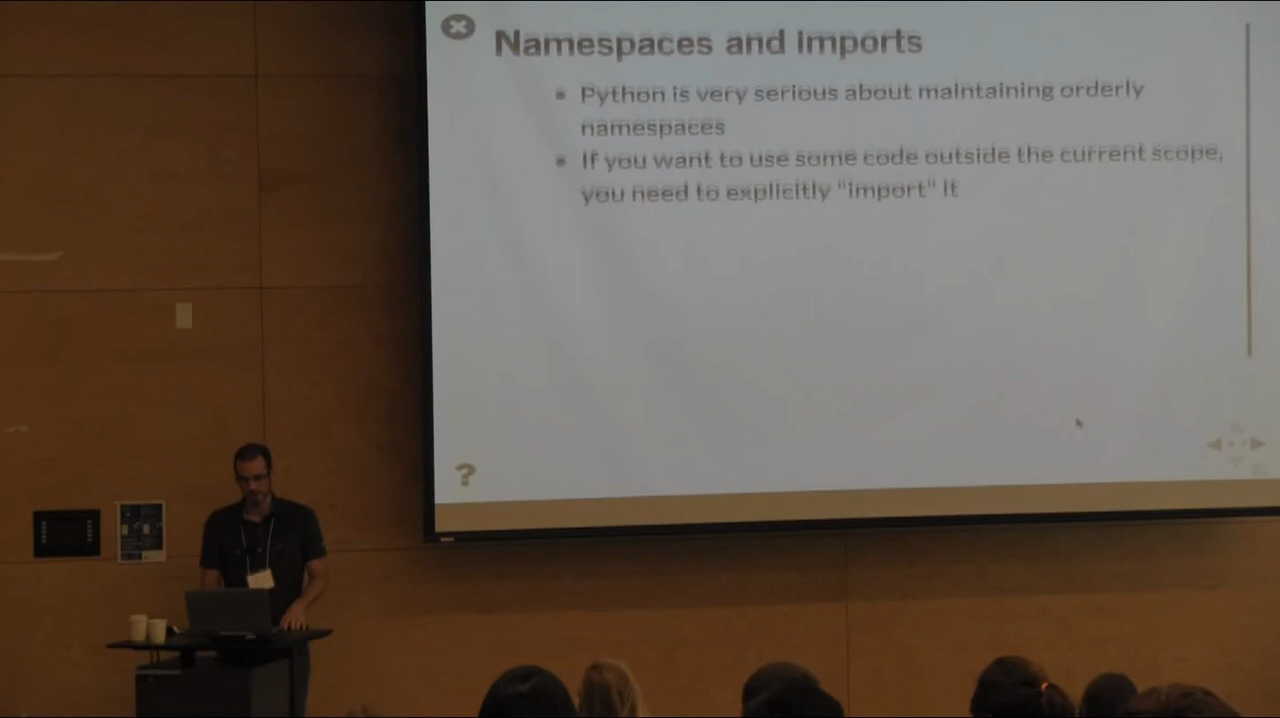 Namespaces and imports
Python is very serious about maintaining orderly
namespaces
If you want to use some code outside the current scope,
you need to explicitly "import" it
?